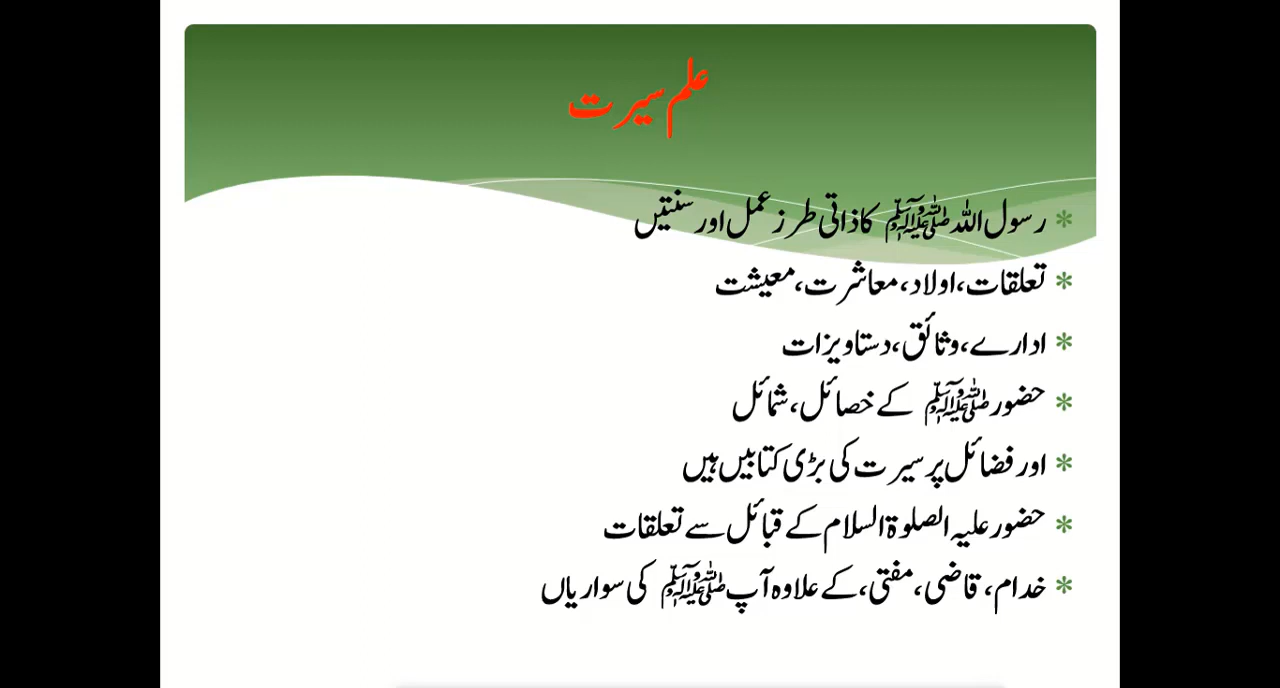 علم سیرت
* رسول اللہ ﷺ کا ذاتی طرز عمل اور سنتیں
* تعلقات، اولاد، معاشرت، معیشت
* ادارے، وثائق، دستاویزات
* حضور ﷺ کے خصائل، شمائل
* اور فضائل پر سیرت کی بڑی کتابیں ہیں
* حضور علیہ الصلوۃ السلام کے قبائل سے تعلقات
* خدام، قاضی، مفتی، کے علاوہ آپ ﷺ کی سواریاں